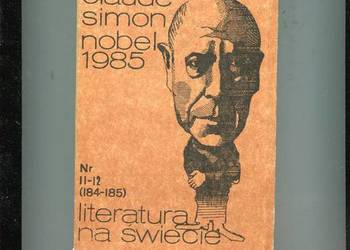 claude
simon
nobel
1985
Nr
11-12
(184-185)
literatura
na świecie